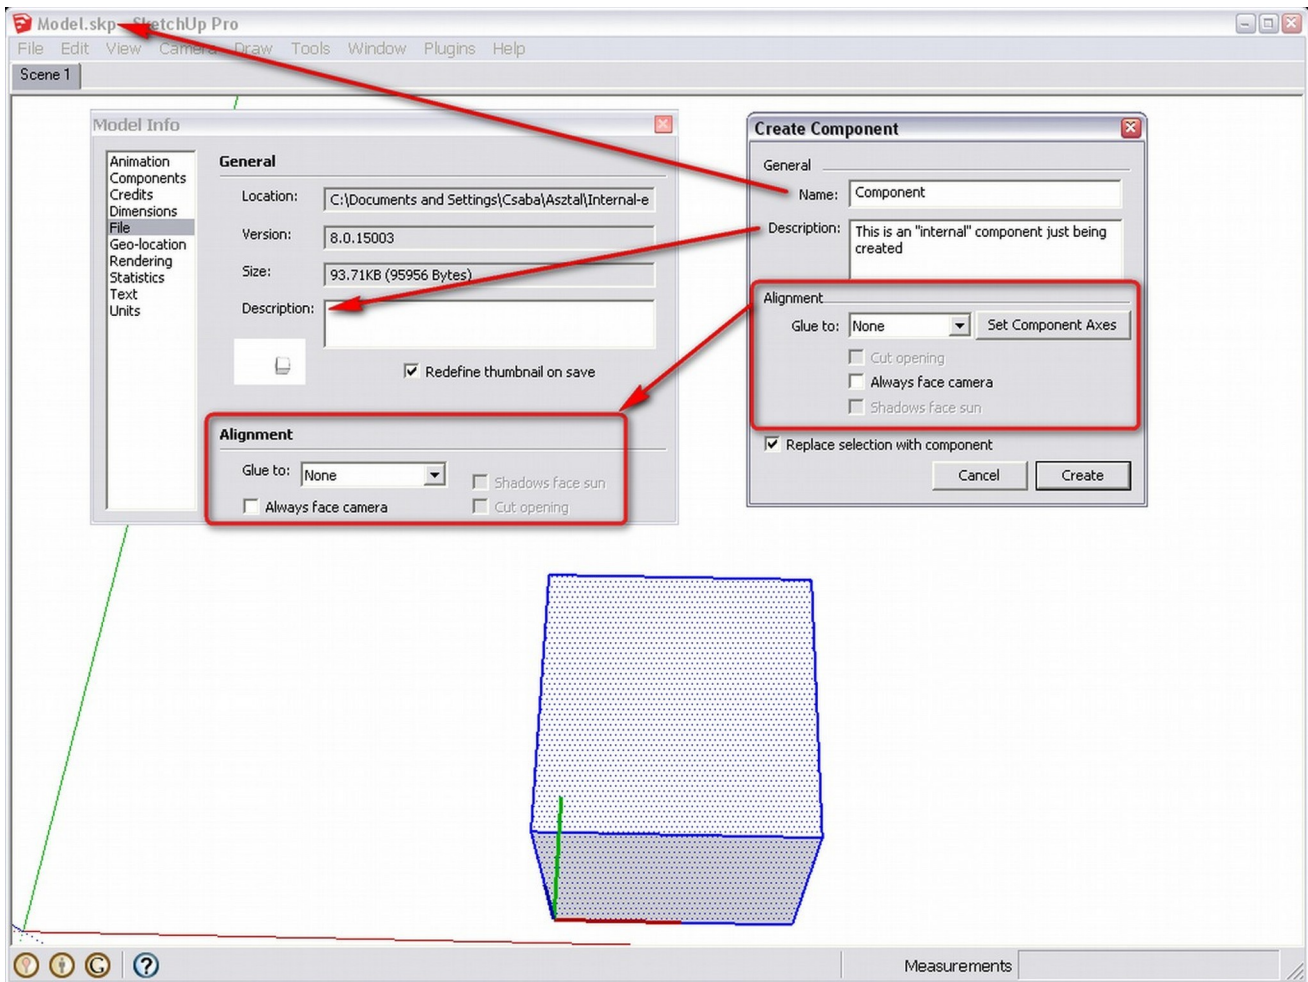 Model.skp - SketchUp Pro
File Edit View Camera Draw Tools Window Plugins Help
Scene 1
Model Info
Animation
Components
Credits
Dimensions
File
Geo-location
Rendering
Statistics
Text
Units
General
Location: C:\Documents and Settings\Csaba\Asztal\Internal-e
Version: 8.0.15003
Size: 93.71KB (95956 Bytes)
Description:
Redefine thumbnail on save
Alignment
Glue to: None
Shadows face sun
Always face camera
Cut opening
Create Component
General
Name: Component
Description: This is an "internal" component just being
created
Alignment
Glue to: None Set Component Axes
Cut opening
Always face camera
Shadows face sun
Replace selection with component
Cancel Create
Measurements